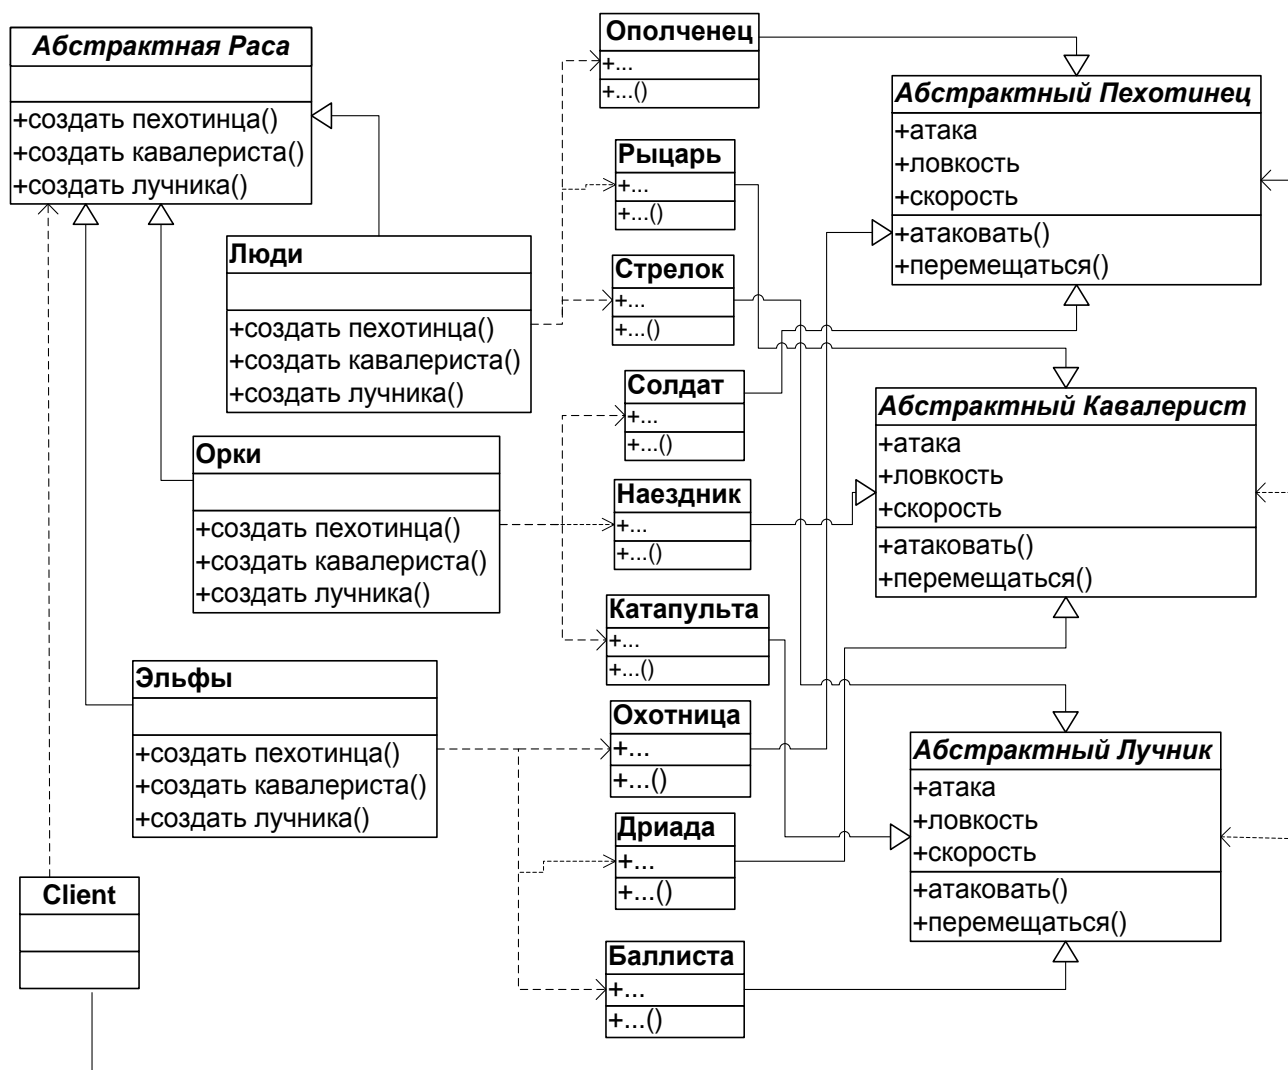 Абстрактная Раса
+создать пехотинца()
+создать кавалериста()
+создать лучника()
Люди
+создать пехотинца()
+создать кавалериста()
+создать лучника()
Орки
+создать пехотинца()
+создать кавалериста()
+создать лучника()
Эльфы
+создать пехотинца()
+создать кавалериста()
+создать лучника()
Client
Ополченец
+...
+...()
Рыцарь
+...
+...()
Стрелок
+...
+...()
Солдат
+...
+...()
Наездник
+...
+...()
Катапульта
+...
+...()
Охотница
+...
+...()
Дриада
+...
+...()
Баллиста
+...
+...()
Абстрактный Пехотинец
+атака
+ловкость
+скорость
+атаковать()
+перемещаться()
Абстрактный Кавалерист
+атака
+ловкость
+скорость
+атаковать()
+перемещаться()
Абстрактный Лучник
+атака
+ловкость
+скорость
+атаковать()
+перемещаться()